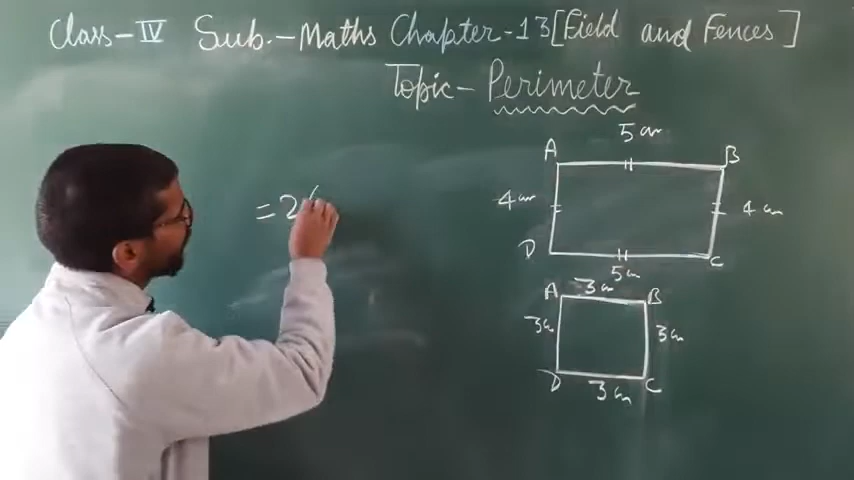 Class-IV Sub.-Maths Chapter-13 [Field and Fences]
Topic- Perimeter
5 cm
A B
4 cm 4 cm
D C
5 cm
3 cm
A B
3 cm 3 cm
D C
3 cm
= 2(